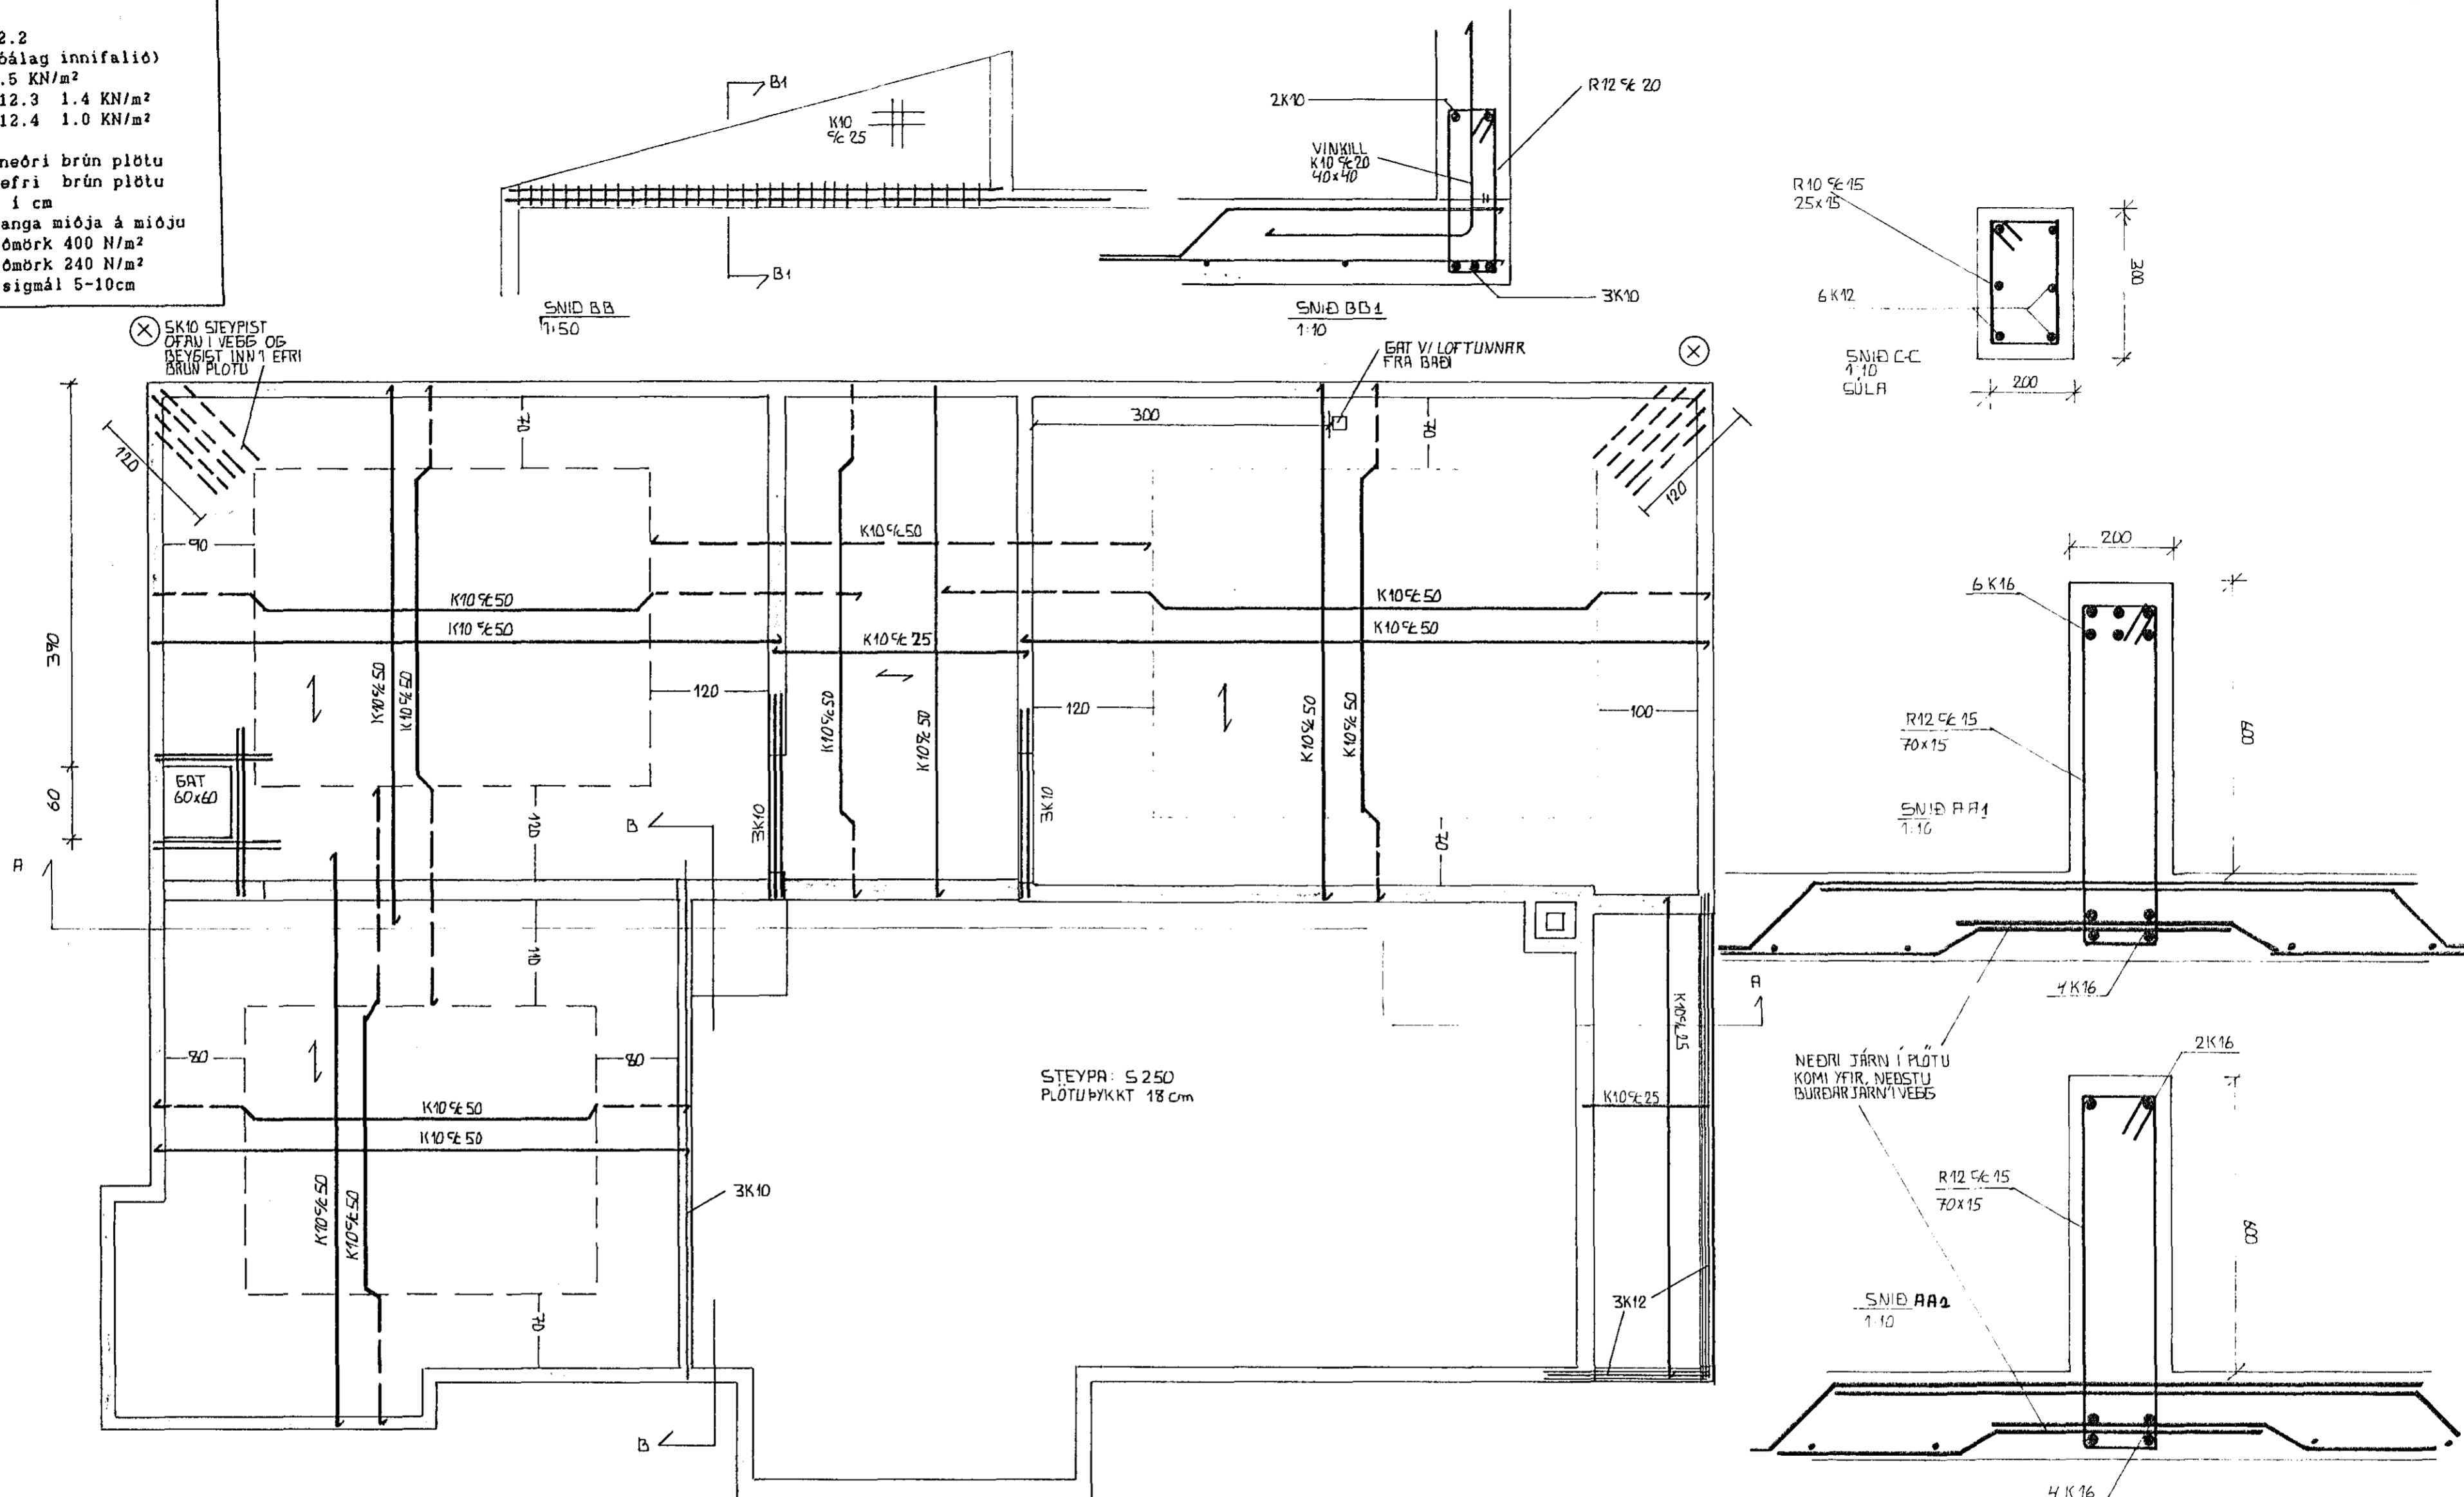 2.2
álag innifalið)
.5 KN/m²
12.3 1.4 KN/m²
12.4 1.0 KN/m²
neðri brún plötu
efri brún plötu
í cm
anga miðja á miðju
ðmörk 400 N/m²
ðmörk 240 N/m²
sigmál 5-10cm
B1
K10
c/c 25
B1
SNIÐ BB
1:50
2K10
R12 c/c 20
VINKILL
K10 c/c 20
40x40
3K10
SNIÐ BB1
1:10
R10 c/c 15
25x15
6K12
300
200
SNIÐ C-C
1:10
SÚLA
5K10 STEYPIST
OFAN Í VEGG OG
BEYGIST INN Í EFRI
BRÚN PLÖTU
GAT V/ LOFTUNNAR
FRÁ BAÐI
120
70
300
70
120
90
K10 c/c 50
K10 c/c 50
K10 c/c 50
K10 c/c 25
K10 c/c 50
K10 c/c 50
390
60
K10 c/c 50
K10 c/c 50
120
K10 c/c 50
K10 c/c 50
120
K10 c/c 50
K10 c/c 50
100
GAT
60x60
120
B
3K10
3K10
70
A
110
80
80
K10 c/c 50
K10 c/c 50
K10 c/c 50
K10 c/c 50
3K10
70
B
STEYPA: S250
PLÖTUÞYKKT 18 cm
K10 c/c 25
K10 c/c 25
A
3K12
200
6K16
R12 c/c 15
70x15
600
SNIÐ AA1
1:10
4K16
NEÐRI JÁRN Í PLÖTU
KOMI YFIR NEÐSTU
BURÐARJÁRN Í VEGG
2K16
R12 c/c 15
70x15
600
SNIÐ AA2
1:10
4K16